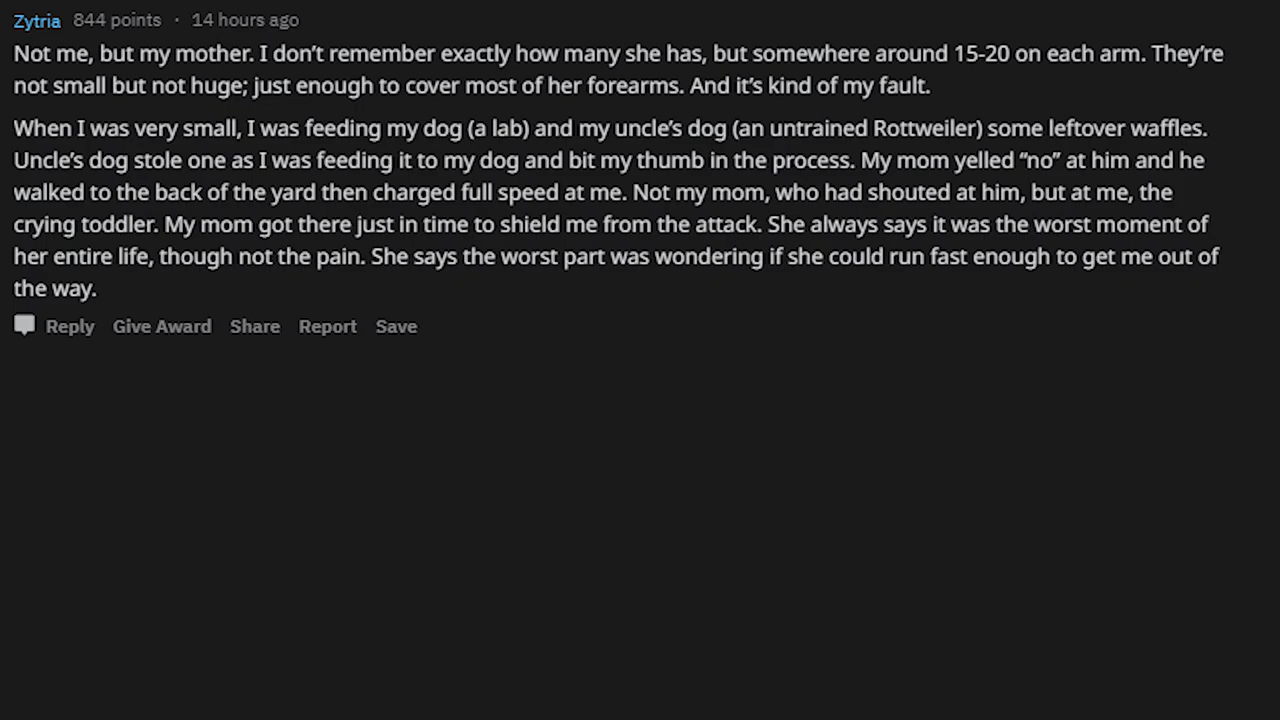 Zytria 844 points · 14 hours ago
Not me, but my mother. I don’t remember exactly how many she has, but somewhere around 15-20 on each arm. They’re
not small but not huge; just enough to cover most of her forearms. And it’s kind of my fault.
When I was very small, I was feeding my dog (a lab) and my uncle’s dog (an untrained Rottweiler) some leftover waffles.
Uncle’s dog stole one as I was feeding it to my dog and bit my thumb in the process. My mom yelled “no” at him and he
walked to the back of the yard then charged full speed at me. Not my mom, who had shouted at him, but at me, the
crying toddler. My mom got there just in time to shield me from the attack. She always says it was the worst moment of
her entire life, though not the pain. She says the worst part was wondering if she could run fast enough to get me out of
the way.
Reply Give Award Share Report Save